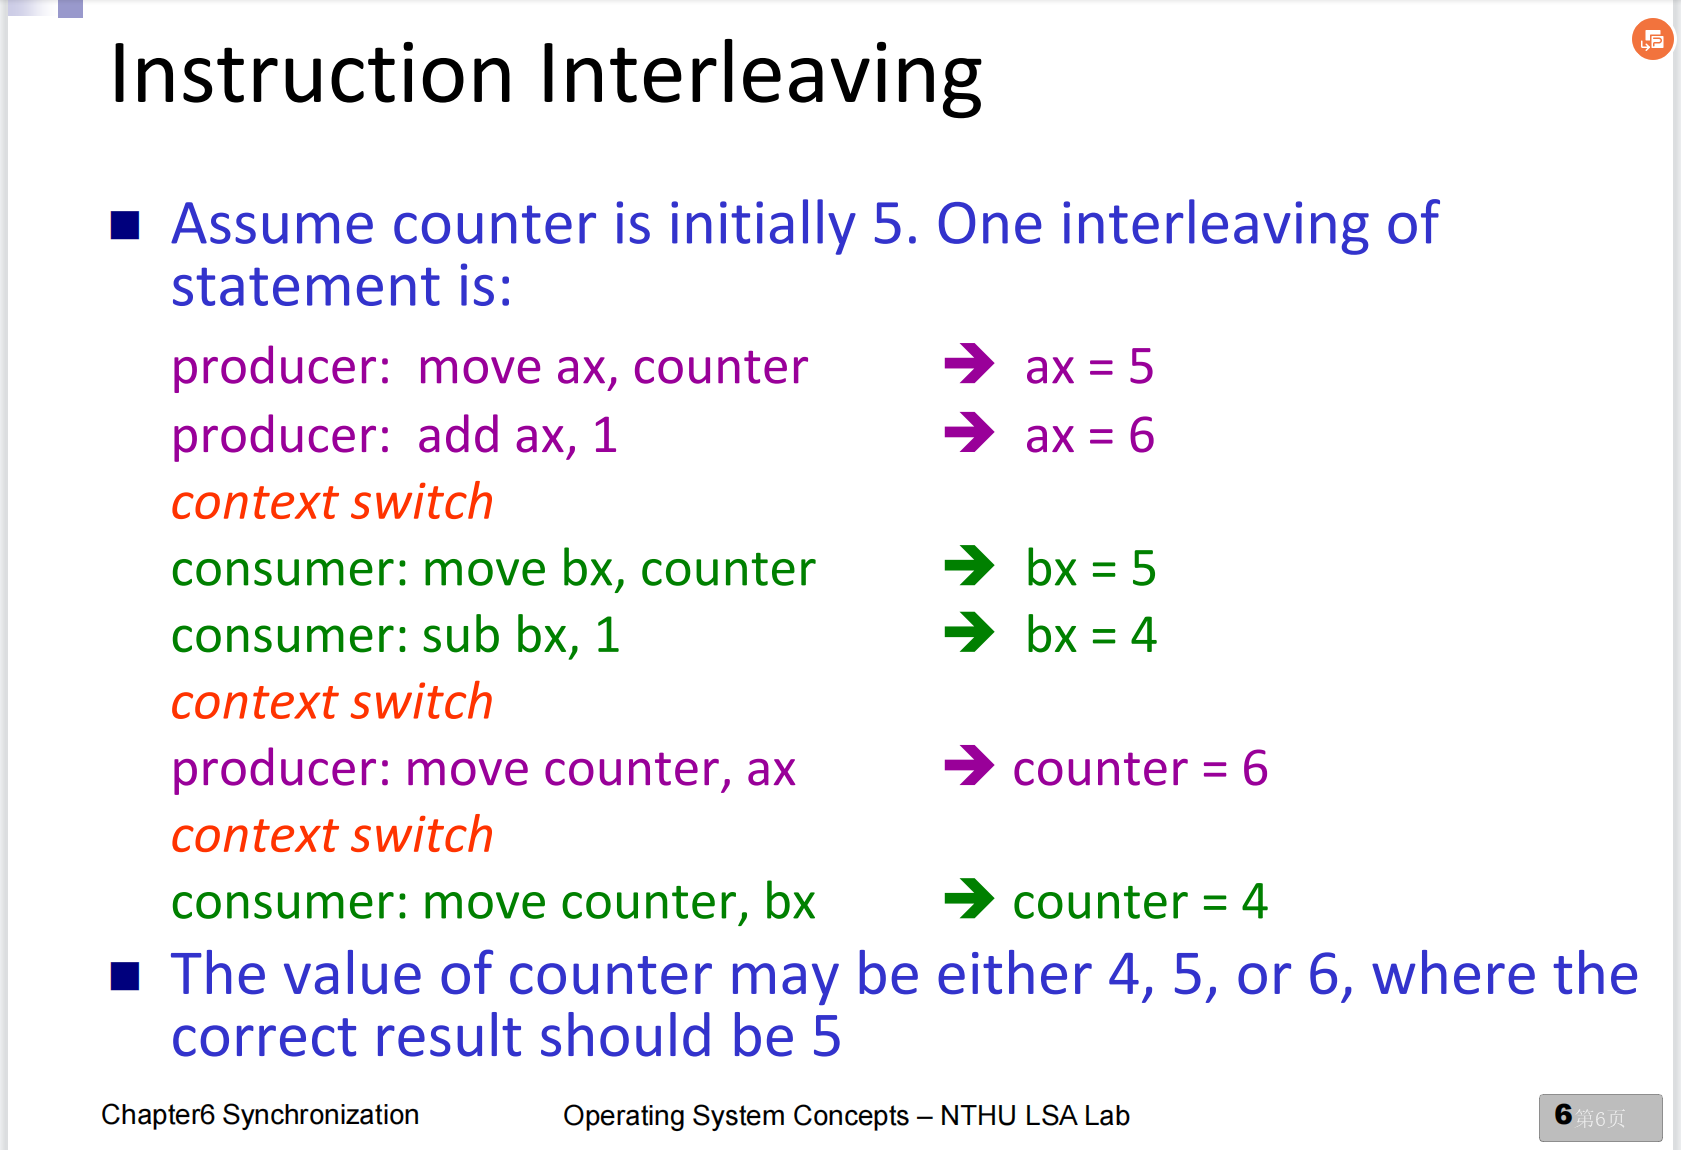 Instruction Interleaving
Assume counter is initially 5. One interleaving of
statement is:
producer: move ax, counter ➔ ax = 5
producer: add ax, 1 ➔ ax = 6
context switch
consumer: move bx, counter ➔ bx = 5
consumer: sub bx, 1 ➔ bx = 4
context switch
producer: move counter, ax ➔ counter = 6
context switch
consumer: move counter, bx ➔ counter = 4
The value of counter may be either 4, 5, or 6, where the
correct result should be 5
Chapter6 Synchronization Operating System Concepts – NTHU LSA Lab 6 第6页